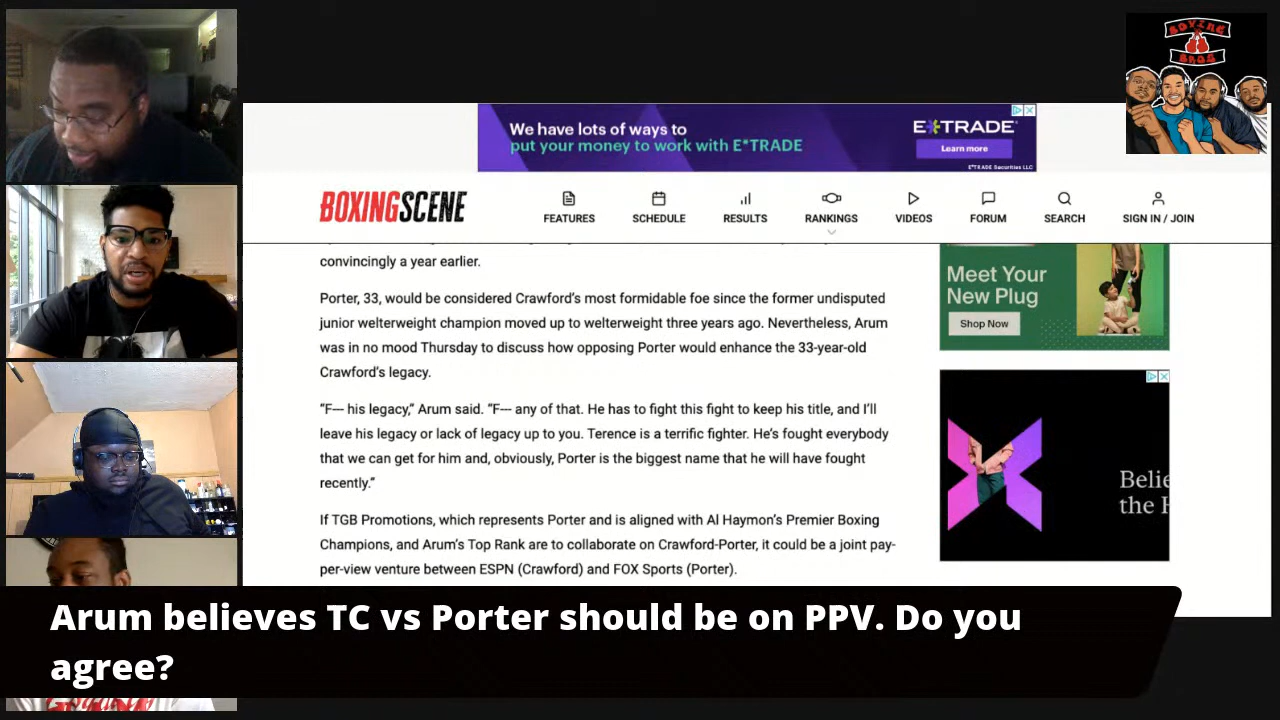 BOXING
BROS
We have lots of ways to
put your money to work with E*TRADE
E*TRADE
Learn more
E*TRADE Securities LLC
BOXINGSCENE
FEATURES
SCHEDULE
RESULTS
RANKINGS
VIDEOS
FORUM
SEARCH
SIGN IN / JOIN
convincingly a year earlier.
Porter, 33, would be considered Crawford's most formidable foe since the former undisputed
junior welterweight champion moved up to welterweight three years ago. Nevertheless, Arum
was in no mood Thursday to discuss how opposing Porter would enhance the 33-year-old
Crawford's legacy.
“F--- his legacy,” Arum said. “F--- any of that. He has to fight this fight to keep his title, and I'll
leave his legacy or lack of legacy up to you. Terence is a terrific fighter. He's fought everybody
that we can get for him and, obviously, Porter is the biggest name that he will have fought
recently.”
If TGB Promotions, which represents Porter and is aligned with Al Haymon's Premier Boxing
Champions, and Arum's Top Rank are to collaborate on Crawford-Porter, it could be a joint pay-
per-view venture between ESPN (Crawford) and FOX Sports (Porter).
Meet Your
New Plug
Shop Now
Belie
the H
Arum believes TC vs Porter should be on PPV. Do you
agree?